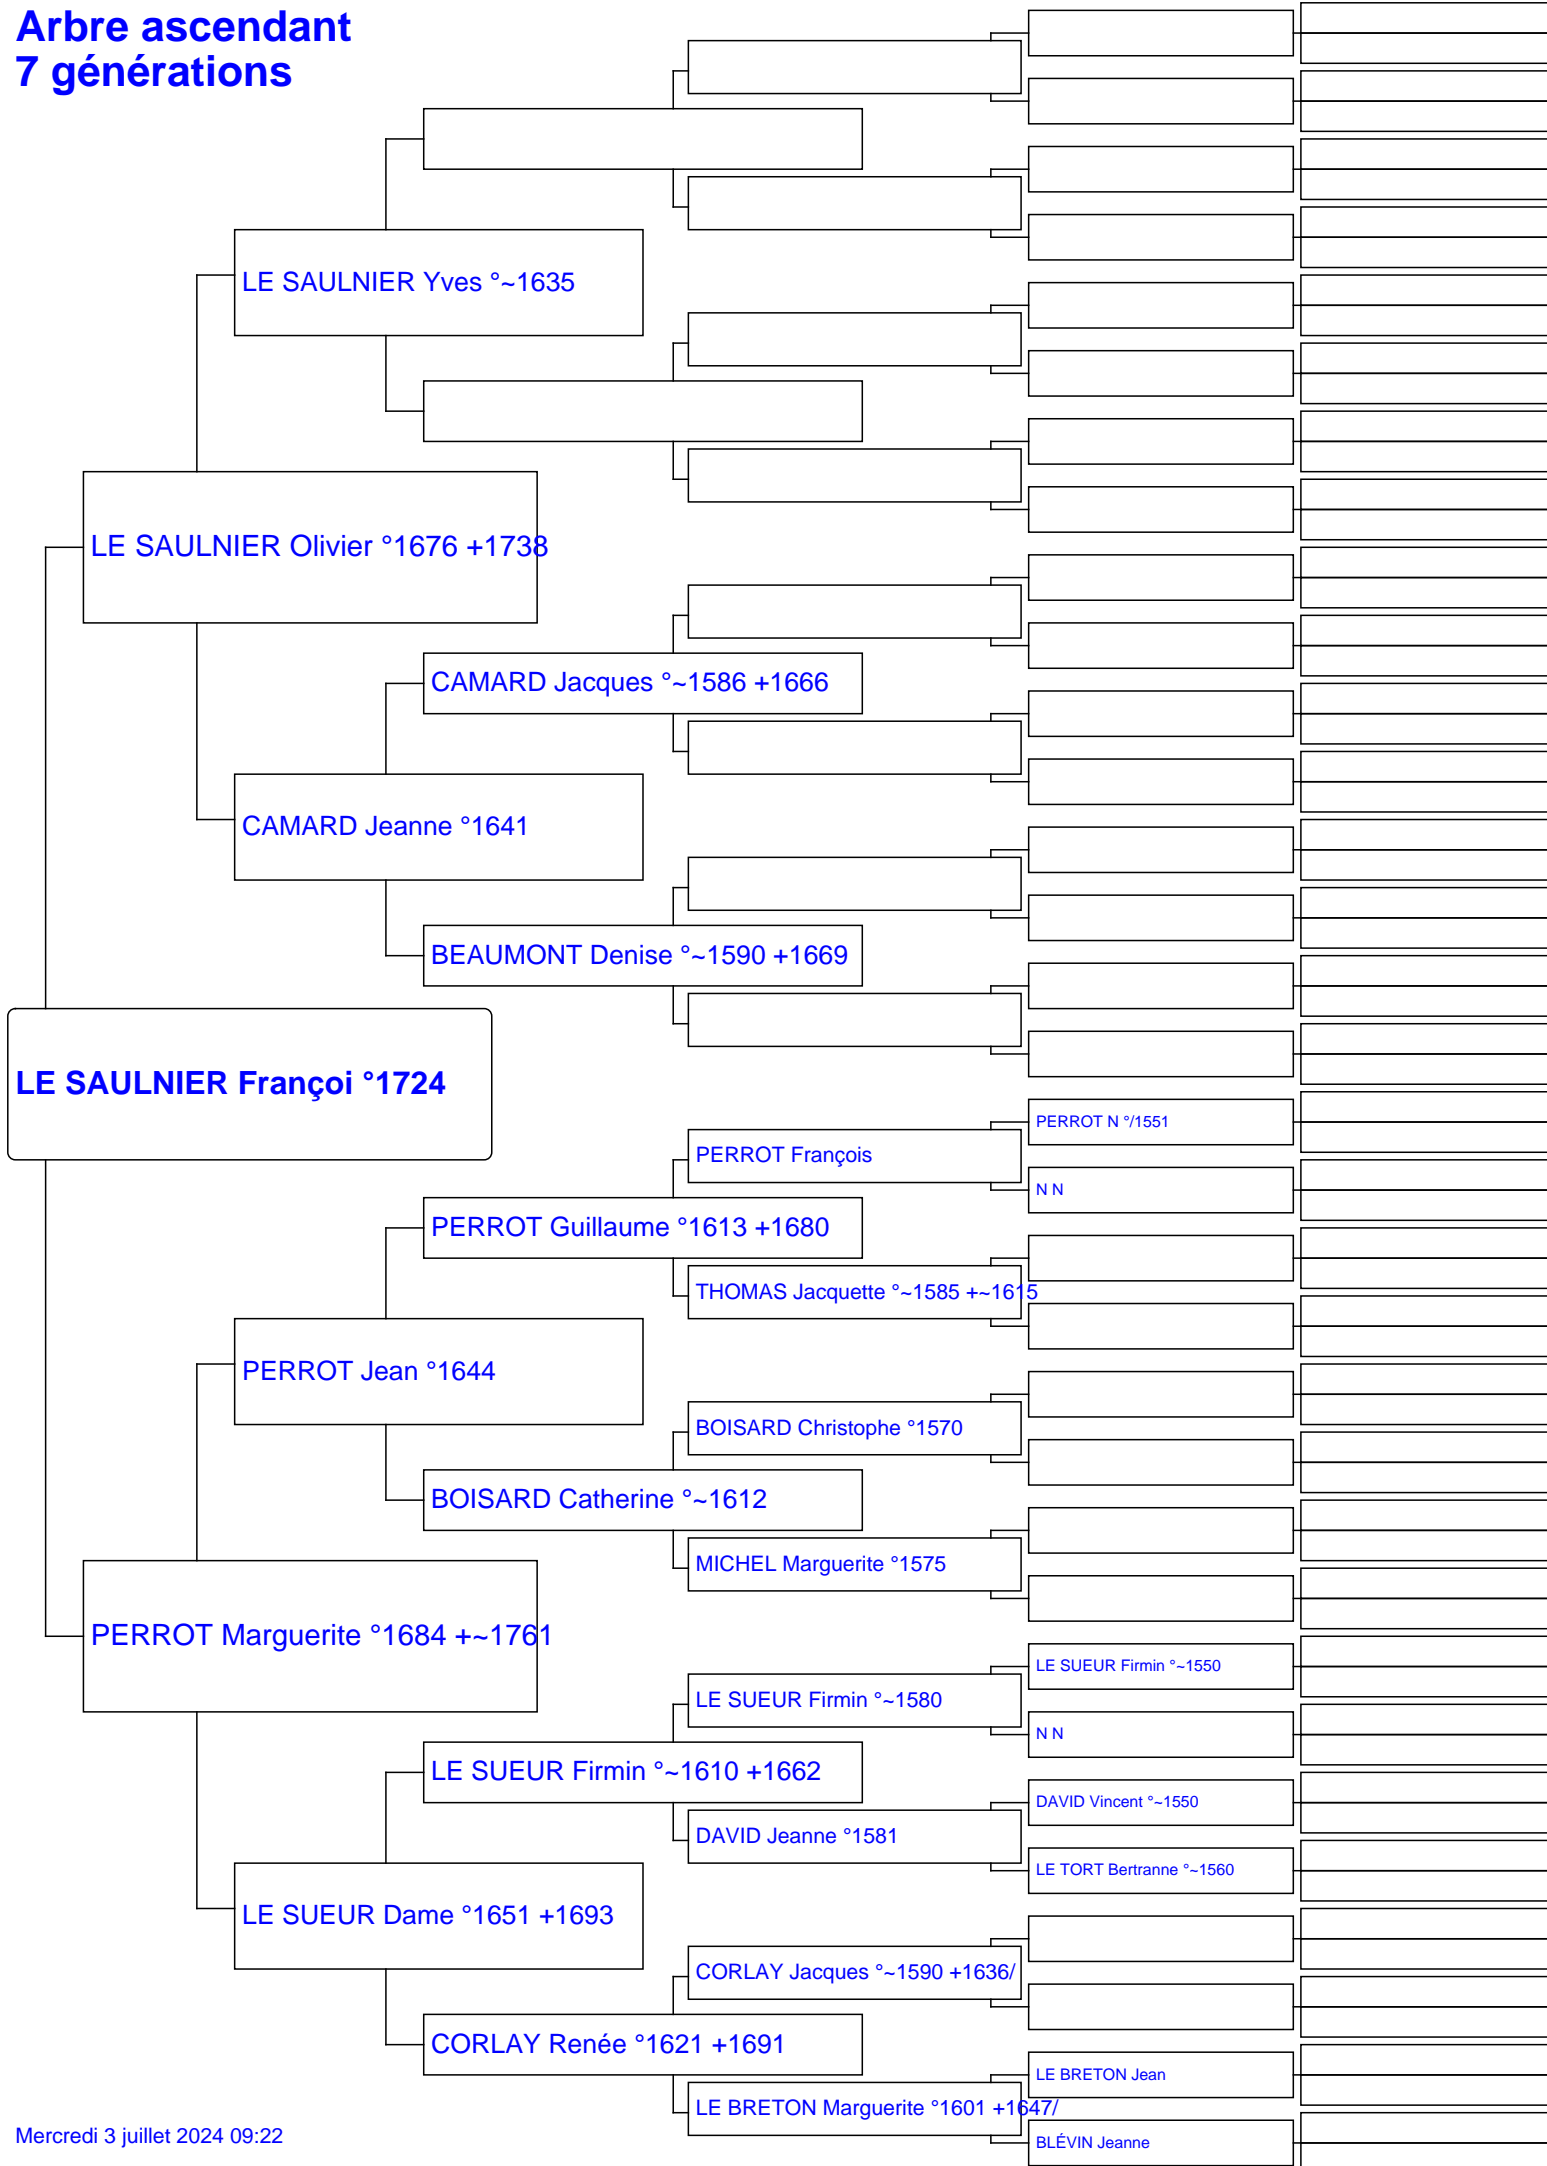 Arbre ascendant
7 générations
LE SAULNIER Yves °~1635
LE SAULNIER Olivier °1676 +1738
CAMARD Jacques °~1586 +1666
CAMARD Jeanne °1641
BEAUMONT Denise °~1590 +1669
LE SAULNIER Françoi °1724
PERROT N °/1551
PERROT François
N N
PERROT Guillaume °1613 +1680
THOMAS Jacquette °~1585 +~1615
PERROT Jean °1644
BOISARD Christophe °1570
BOISARD Catherine °~1612
MICHEL Marguerite °1575
PERROT Marguerite °1684 +~1761
LE SUEUR Firmin °~1550
LE SUEUR Firmin °~1580
N N
LE SUEUR Firmin °~1610 +1662
DAVID Vincent °~1550
DAVID Jeanne °1581
LE TORT Bertranne °~1560
LE SUEUR Dame °1651 +1693
CORLAY Jacques °~1590 +1636/
CORLAY Renée °1621 +1691
LE BRETON Jean
LE BRETON Marguerite °1601 +1647/
BLÉVIN Jeanne
Mercredi 3 juillet 2024 09:22